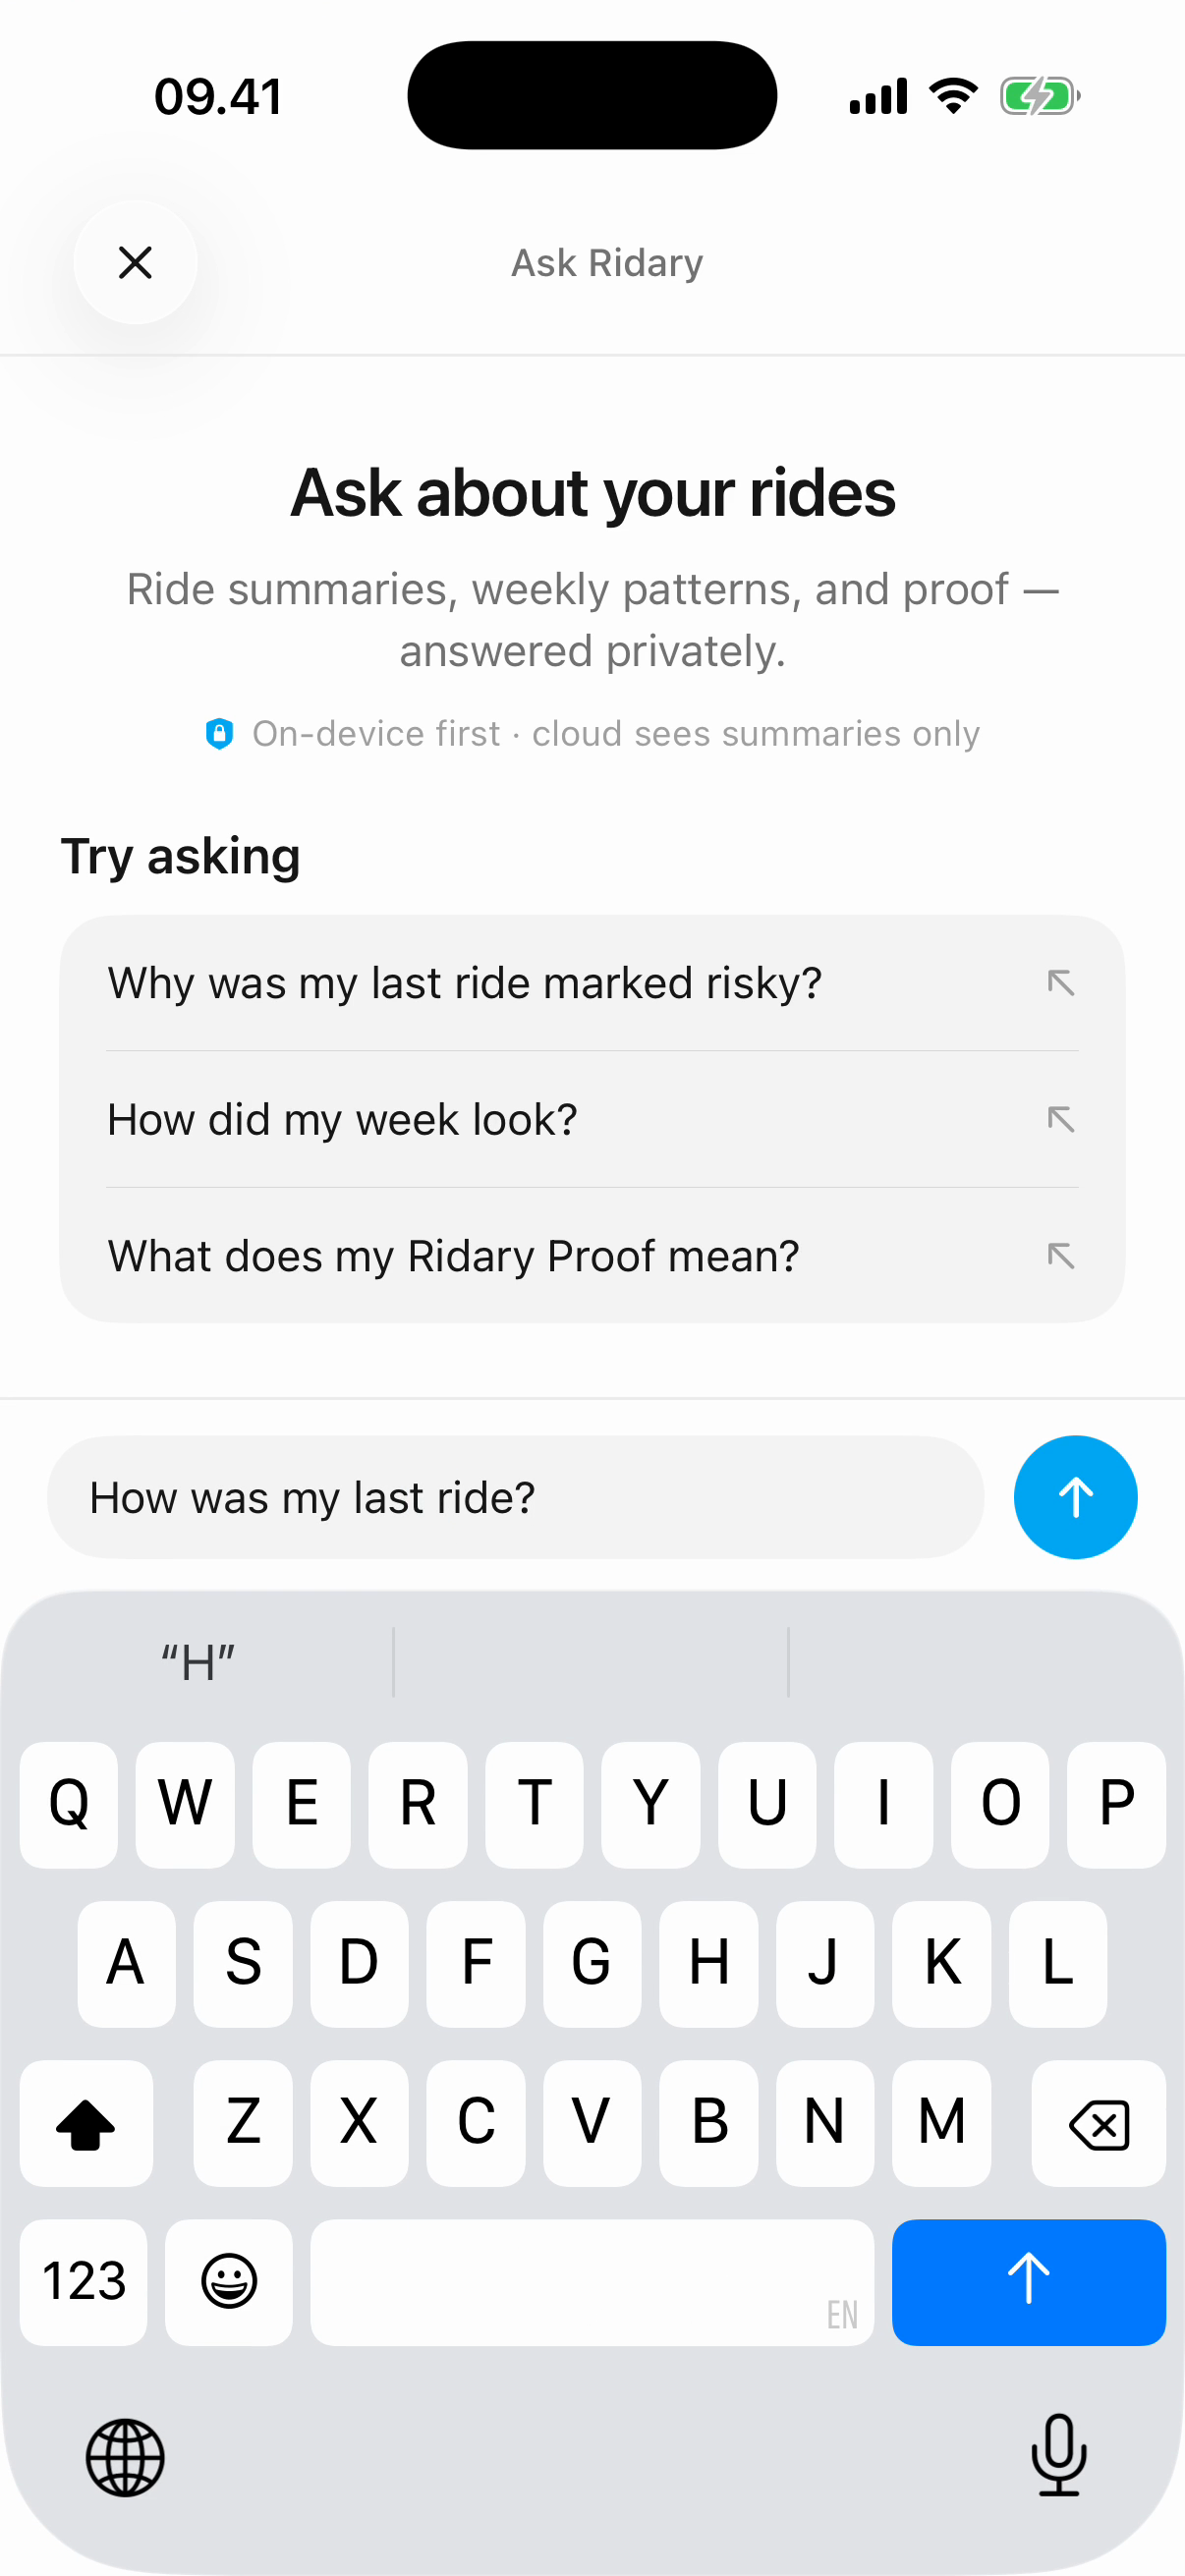 09.41
Ask Ridary
Ask about your rides
Ride summaries, weekly patterns, and proof —
answered privately.
On-device first · cloud sees summaries only
Try asking
Why was my last ride marked risky?
How did my week look?
What does my Ridary Proof mean?
How was my last ride?
“H”
Q W E R T Y U I O P
A S D F G H J K L
Z X C V B N M
123
EN